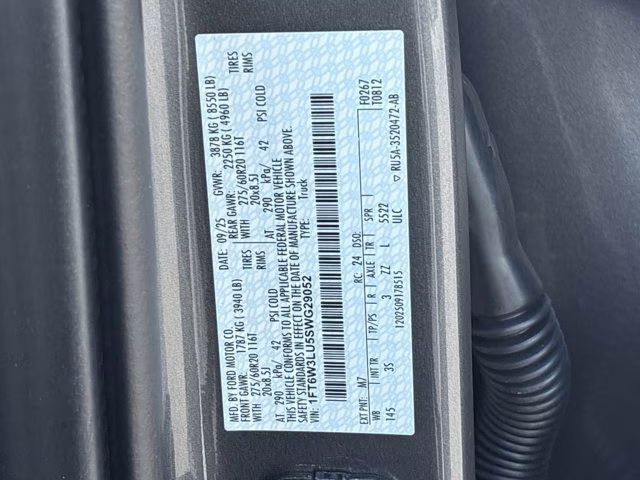 MFD. BY FORD MOTOR CO.
DATE: 09/25 GVWR: 3878 KG ( 8550 LB)
FRONT GAWR: 1787 KG ( 3940 LB) REAR GAWR: 2250 KG ( 4960 LB)
WITH 275/60R20 116T TIRES WITH 275/60R20 116T TIRES
20x8.5J RIMS 20x8.5J RIMS
AT 290 kPa/ 42 PSI COLD AT 290 kPa/ 42 PSI COLD
THIS VEHICLE CONFORMS TO ALL APPLICABLE FEDERAL MOTOR VEHICLE
SAFETY STANDARDS IN EFFECT ON THE DATE OF MANUFACTURE SHOWN ABOVE.
VIN: 1FT6W3LU5SWG29052 TYPE: Truck
EXT PNT: M7 RC: 24 DSO: F0267
WB INT TR TP/PS R AXLE TR SPR T0812
145 3S 3 ZZ L 5522
ULC
1202509178515 RU5A-3520472-AB